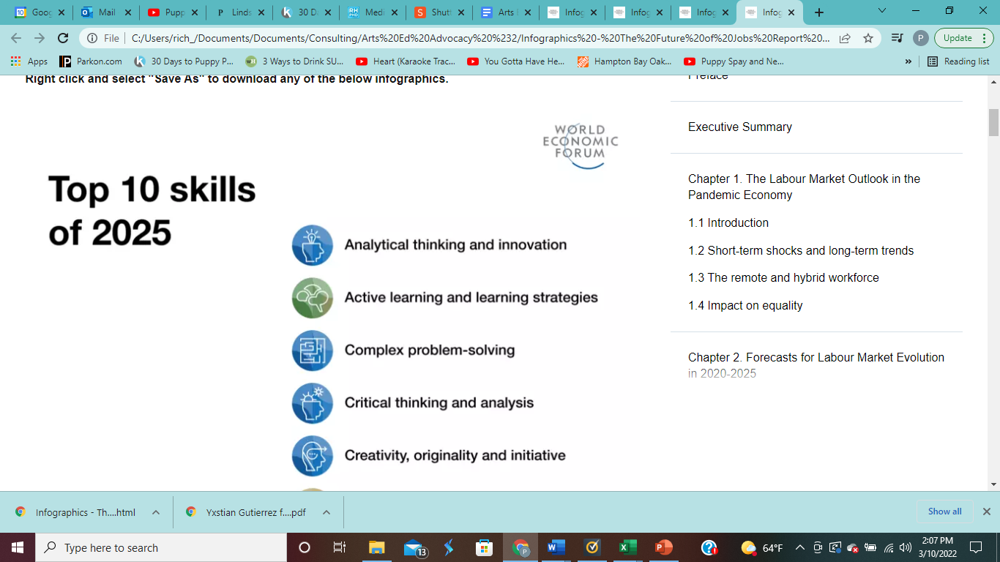 10 Goog
Mail
Pupp
P Linds
30 D
RH PHO Medi
S Shutt
Arts
Infog
Infog
Infog
Infog
File C:/Users/rich_/Documents/Documents/Consulting/Arts%20Ed%20Advocacy%20%232/Infographics%20-%20The%20Future%20of%20Jobs%20Report%20... P Update
Apps Parkon.com 30 Days to Puppy P... 3 Ways to Drink SU... Heart (Karaoke Trac... You Gotta Have He... Hampton Bay Oak... Puppy Spay and Ne... » Reading list
Right click and select "Save As" to download any of the below infographics.
WORLD
ECONOMIC
FORUM
Top 10 skills
of 2025
Analytical thinking and innovation
Active learning and learning strategies
Complex problem-solving
Critical thinking and analysis
Creativity, originality and initiative
Preface
Executive Summary
Chapter 1. The Labour Market Outlook in the
Pandemic Economy
1.1 Introduction
1.2 Short-term shocks and long-term trends
1.3 The remote and hybrid workforce
1.4 Impact on equality
Chapter 2. Forecasts for Labour Market Evolution
in 2020-2025
Infographics - Th....html
Yxstian Gutierrez f....pdf
Show all
Type here to search
13
P
64°F
2:07 PM
3/10/2022